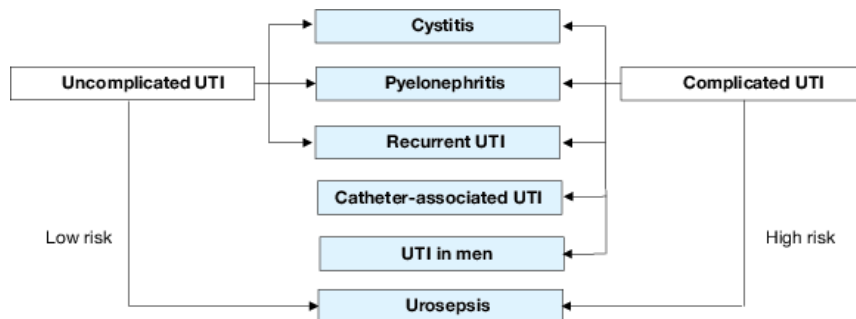 Cystitis
Uncomplicated UTI
Pyelonephritis
Complicated UTI
Recurrent UTI
Catheter-associated UTI
Low risk
UTI in men
High risk
Urosepsis